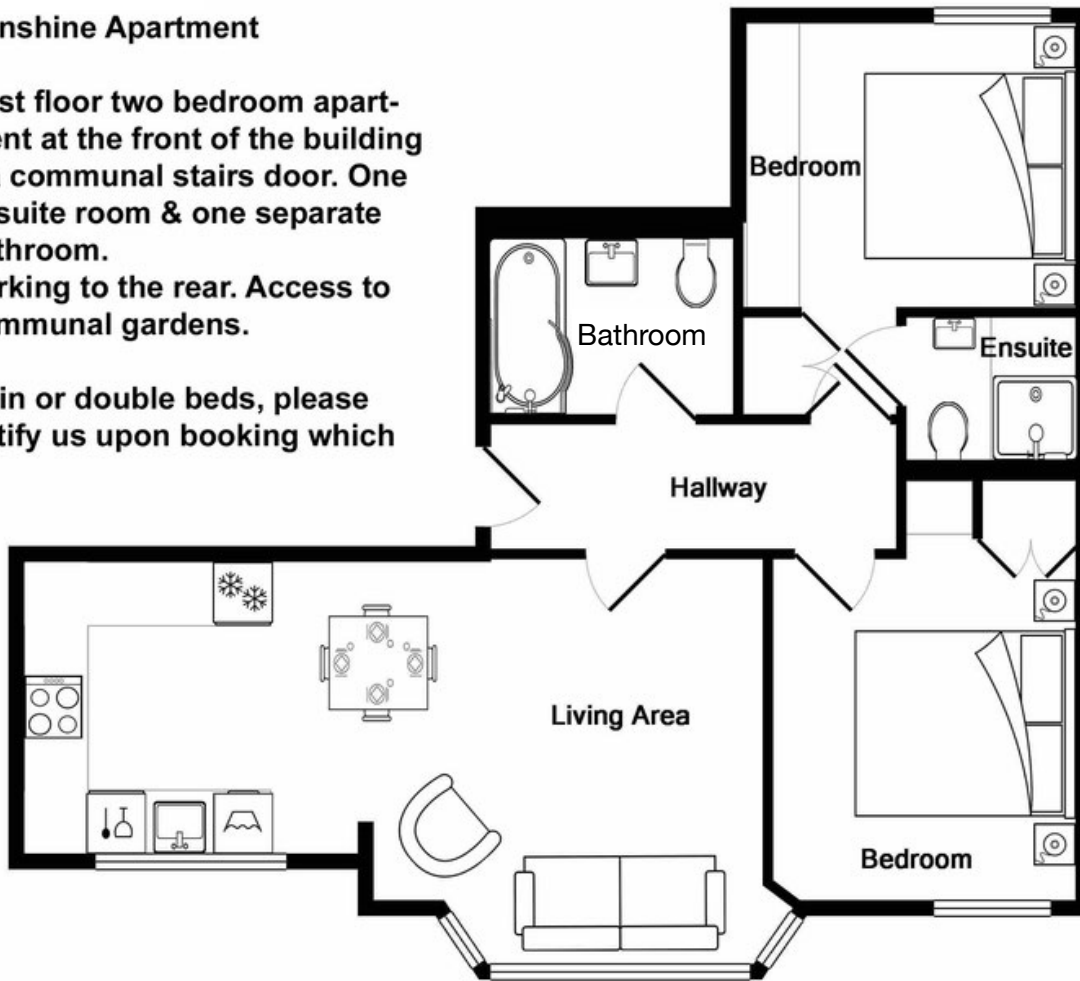 nshine Apartment
st floor two bedroom apart-
ent at the front of the building
communal stairs door. One
suite room & one separate
throom.
rking to the rear. Access to
mmunal gardens.
in or double beds, please
tify us upon booking which
Bedroom
Bathroom
Ensuite
Hallway
Living Area
Bedroom